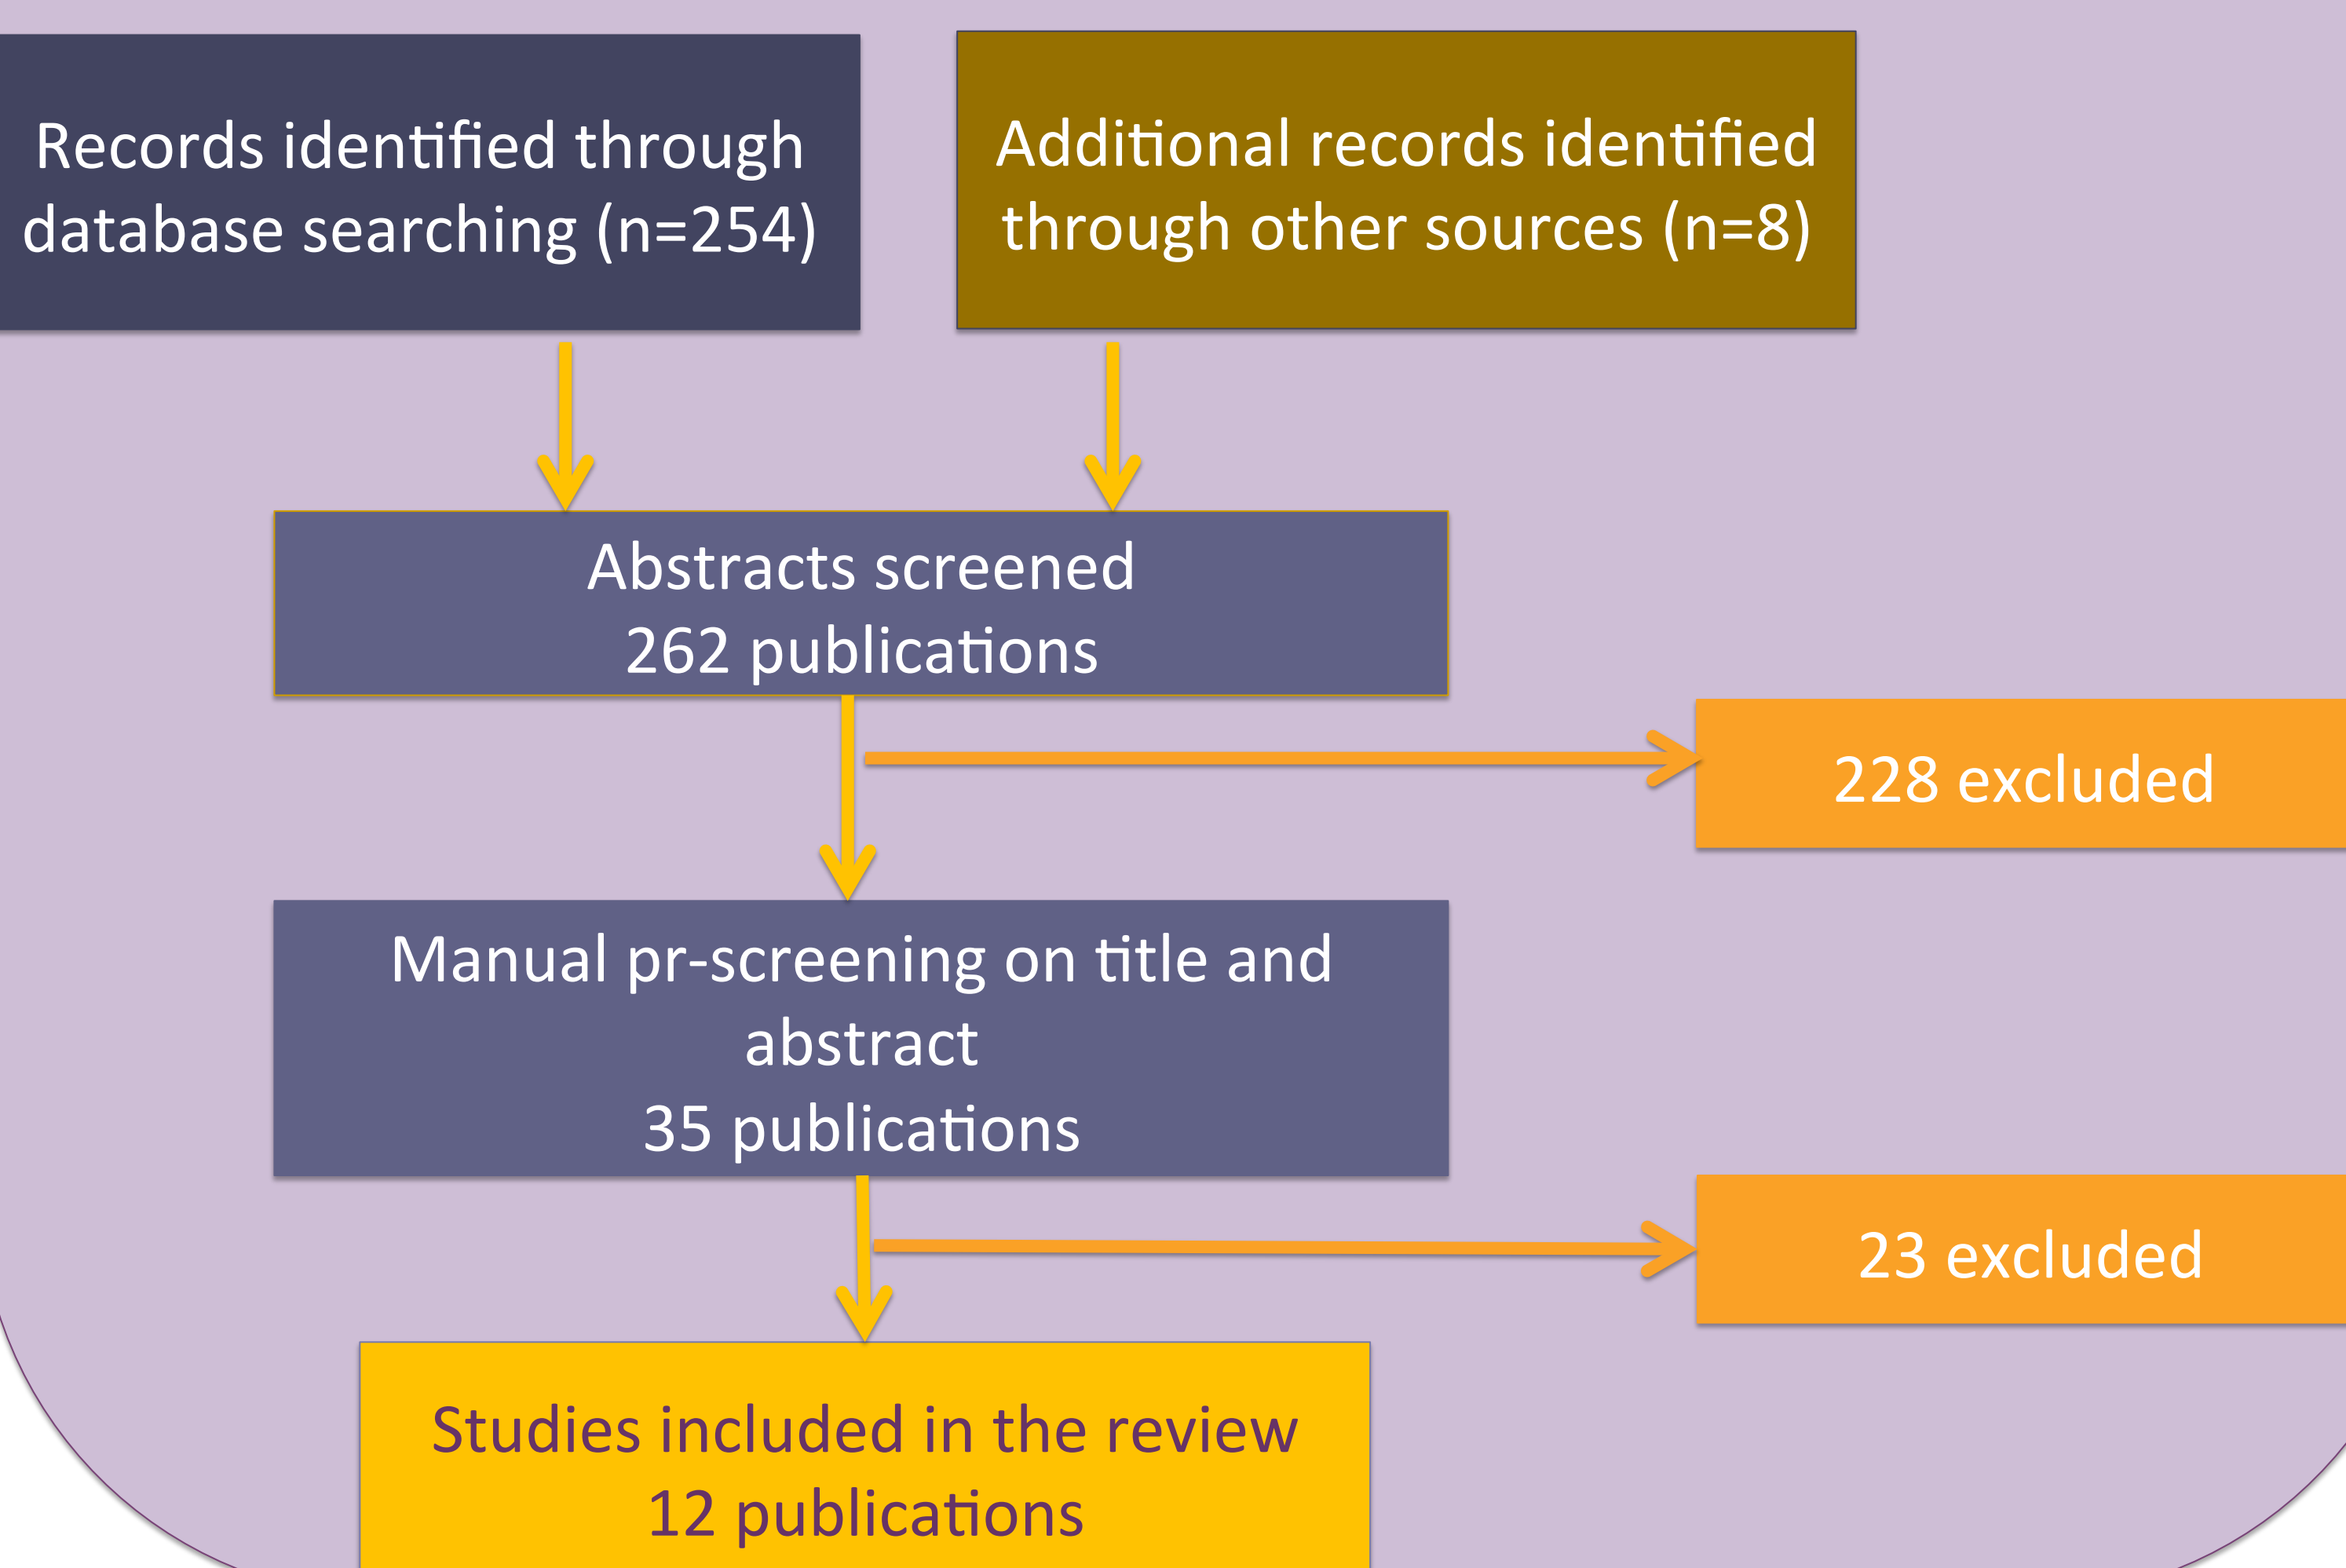 Records identified through
database searching (n=254)
Additional records identified
through other sources (n=8)
Abstracts screened
262 publications
228 excluded
Manual pr-screening on title and
abstract
35 publications
23 excluded
Studies included in the review
12 publications